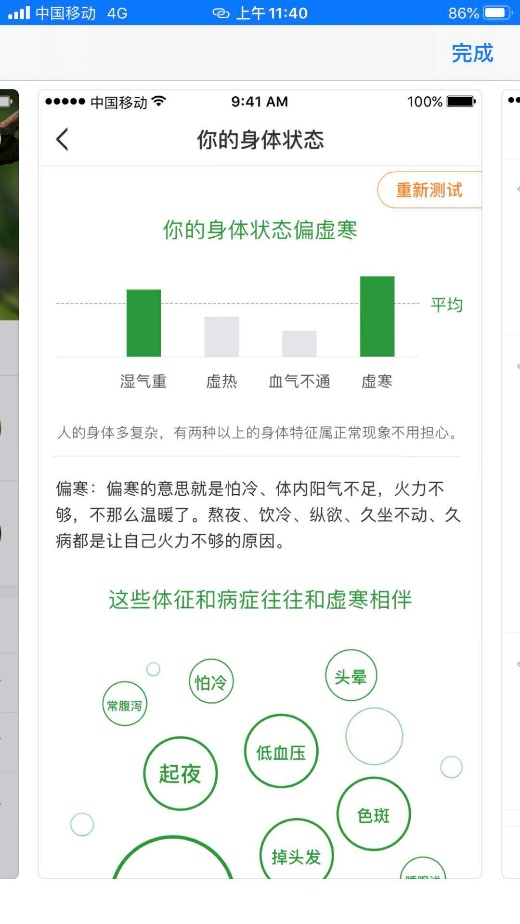 中国移动 4G 上午11:40 86%
完成
中国移动 9:41 AM 100%
你的身体状态
重新测试
你的身体状态偏虚寒
平均
湿气重 虚热 血气不通 虚寒
人的身体多复杂，有两种以上的身体特征属正常现象不用担心。
偏寒：偏寒的意思就是怕冷、体内阳气不足，火力不
够，不那么温暖了。熬夜、饮冷、纵欲、久坐不动、久
病都是让自己火力不够的原因。
这些体征和病症往往和虚寒相伴
怕冷
头晕
常腹泻
低血压
起夜
色斑
掉头发